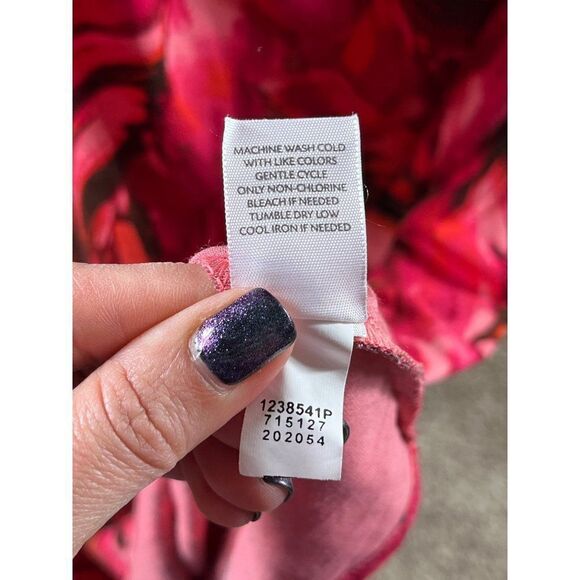 MACHINE WASH COLD
WITH LIKE COLORS
GENTLE CYCLE
ONLY NON-CHLORINE
BLEACH IF NEEDED
TUMBLE DRY LOW
COOL IRON IF NEEDED
1238541P
715127
202054